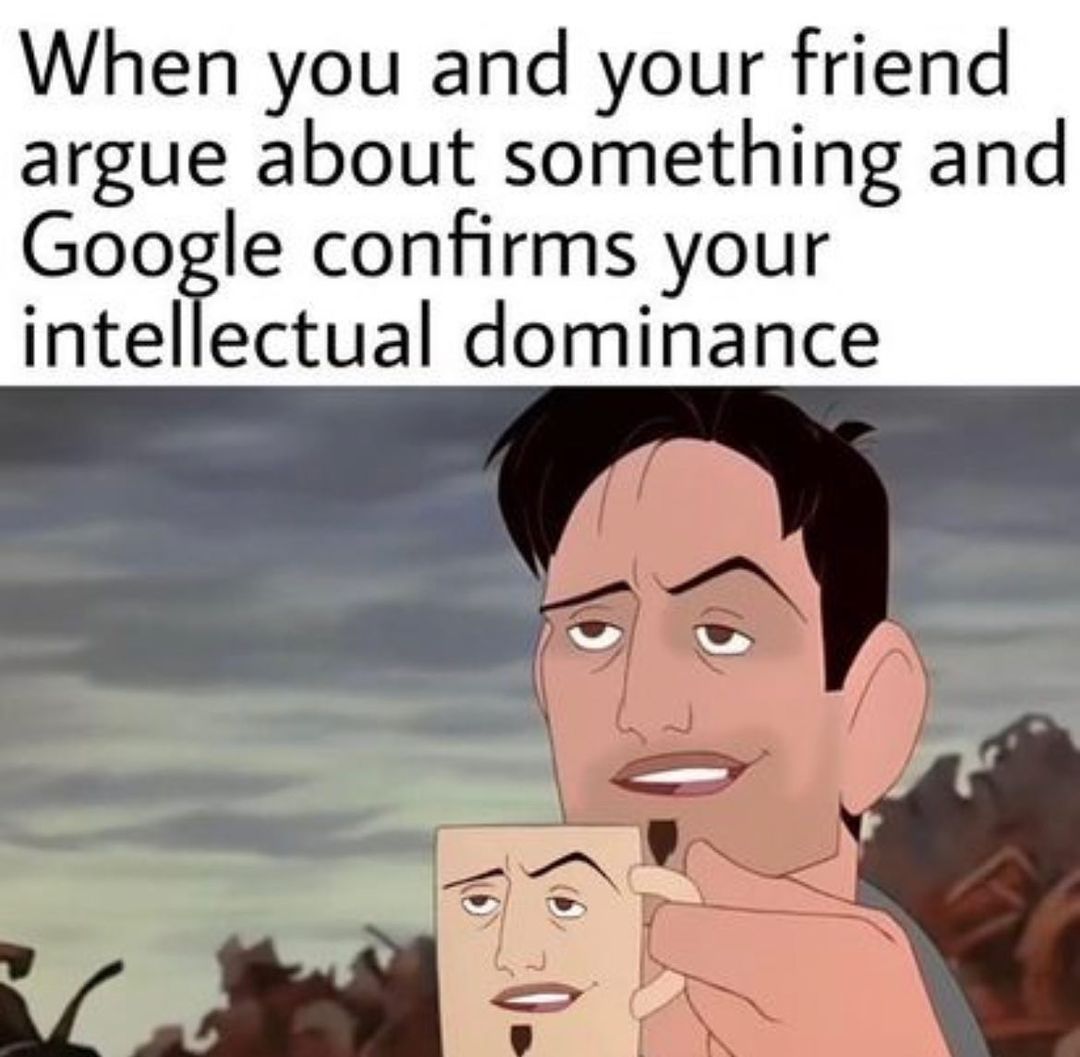 When you and your friend
argue about something and
Google confirms your
intellectual dominance